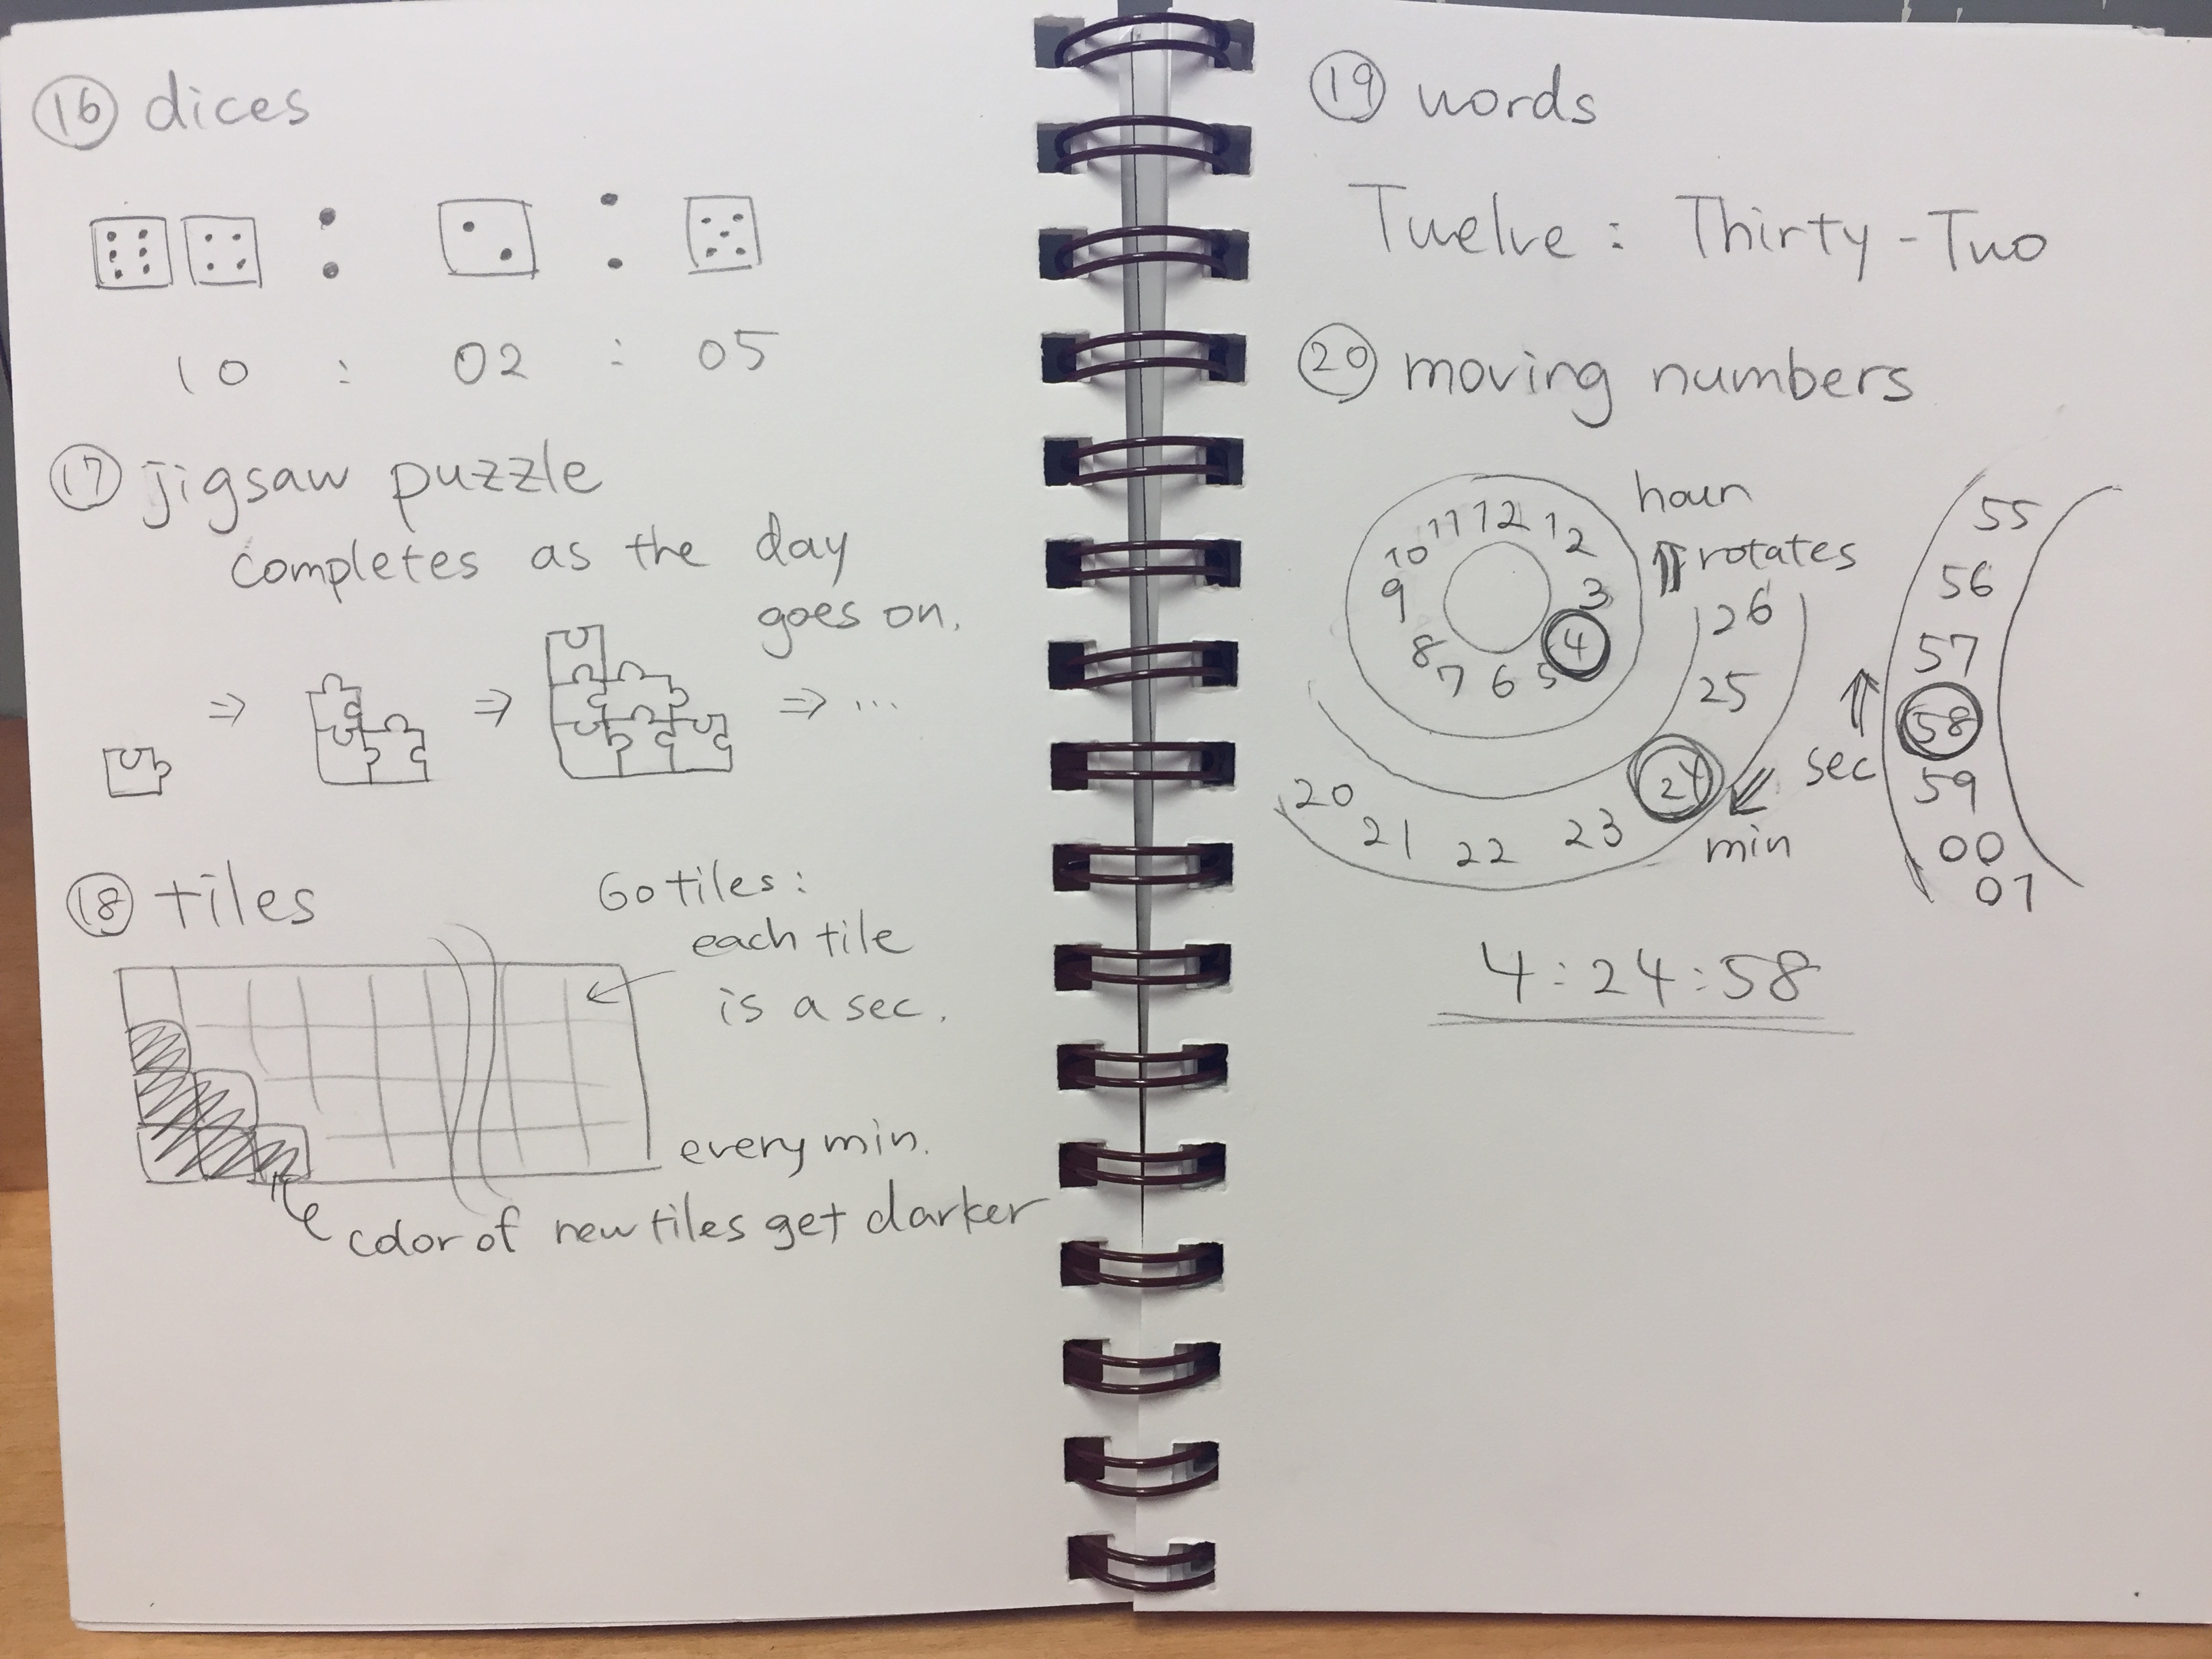 16 dices
10 : 02 : 05
17 jigsaw puzzle
completes as the day
goes on.
⇒ ⇒ ⇒ ...
18 tiles
60 tiles:
each tile
is a sec.
every min.
color of new tiles get darker
19 words
Twelve : Thirty-Two
20 moving numbers
hour
rotates
11 12 1
10 2
9 3
8 4
7 6 5
26
25
24
20 21 22 23
min
sec
55
56
57
58
59
00
01
4:24:58